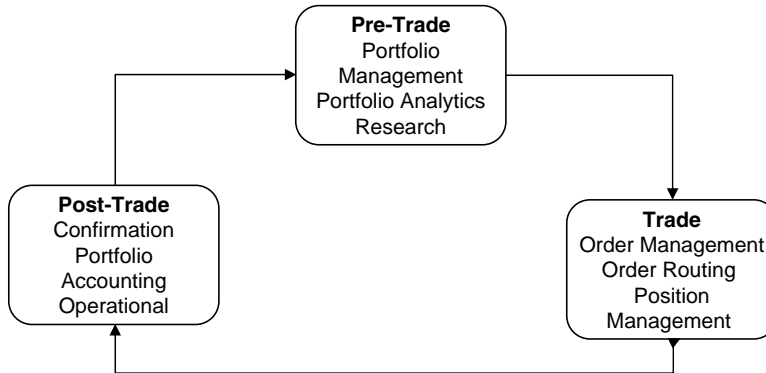 Pre-Trade
Portfolio
Management
Portfolio Analytics
Research
Post-Trade
Confirmation
Portfolio
Accounting
Operational
Trade
Order Management
Order Routing
Position
Management